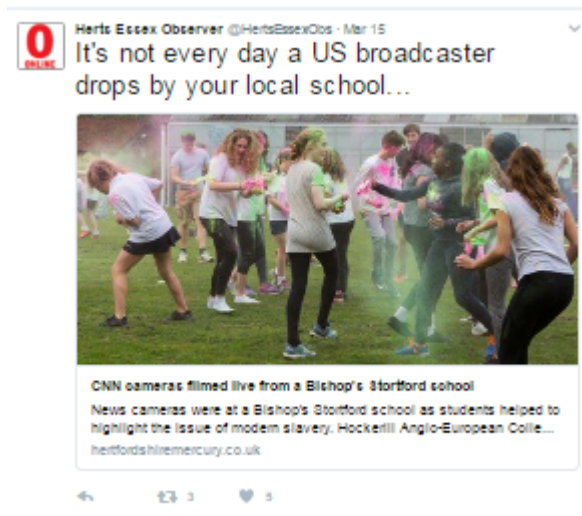 O
ONLINE
Herts Essex Observer @HertsEssexObs · Mar 15
It's not every day a US broadcaster
drops by your local school...
CNN cameras filmed live from a Bishop's Stortford school
News cameras were at a Bishop's Stortford school as students helped to
highlight the issue of modern slavery. Hockerill Anglo-European Colle...
hertfordshiremercury.co.uk
3 5